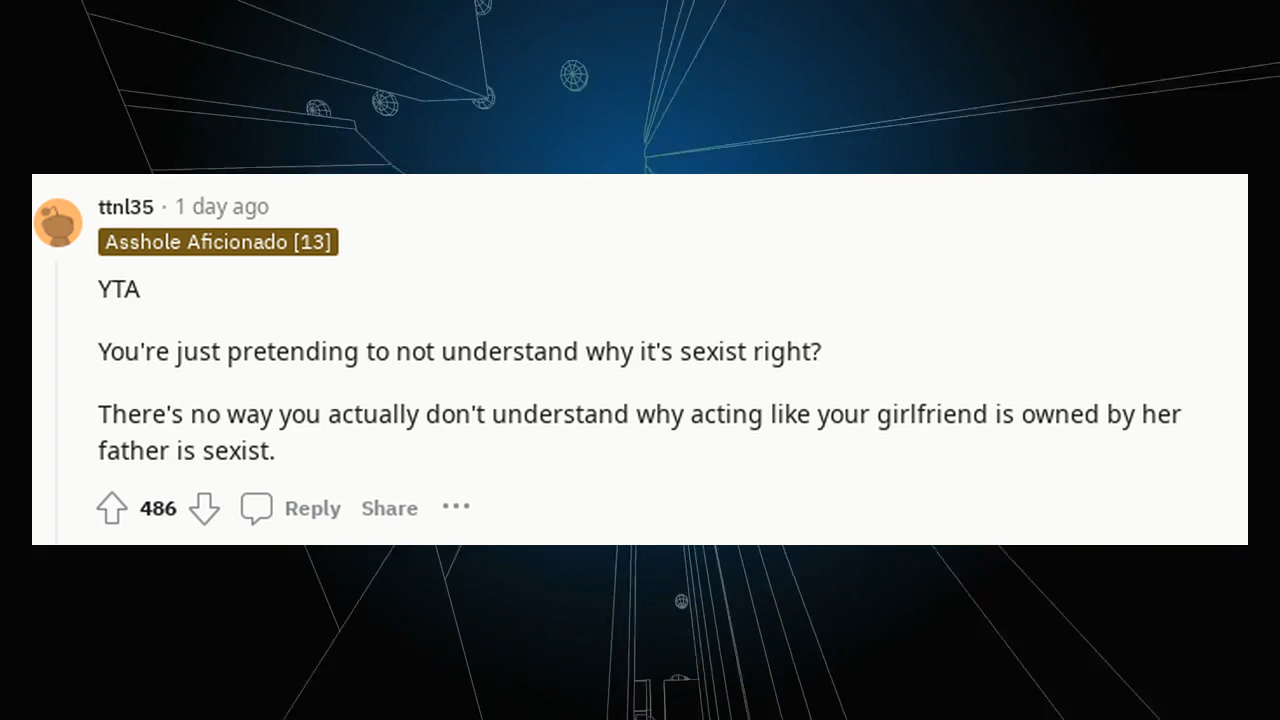 ttnl35 · 1 day ago
Asshole Aficionado [13]
YTA
You're just pretending to not understand why it's sexist right?
There's no way you actually don't understand why acting like your girlfriend is owned by her
father is sexist.
486 Reply Share ···